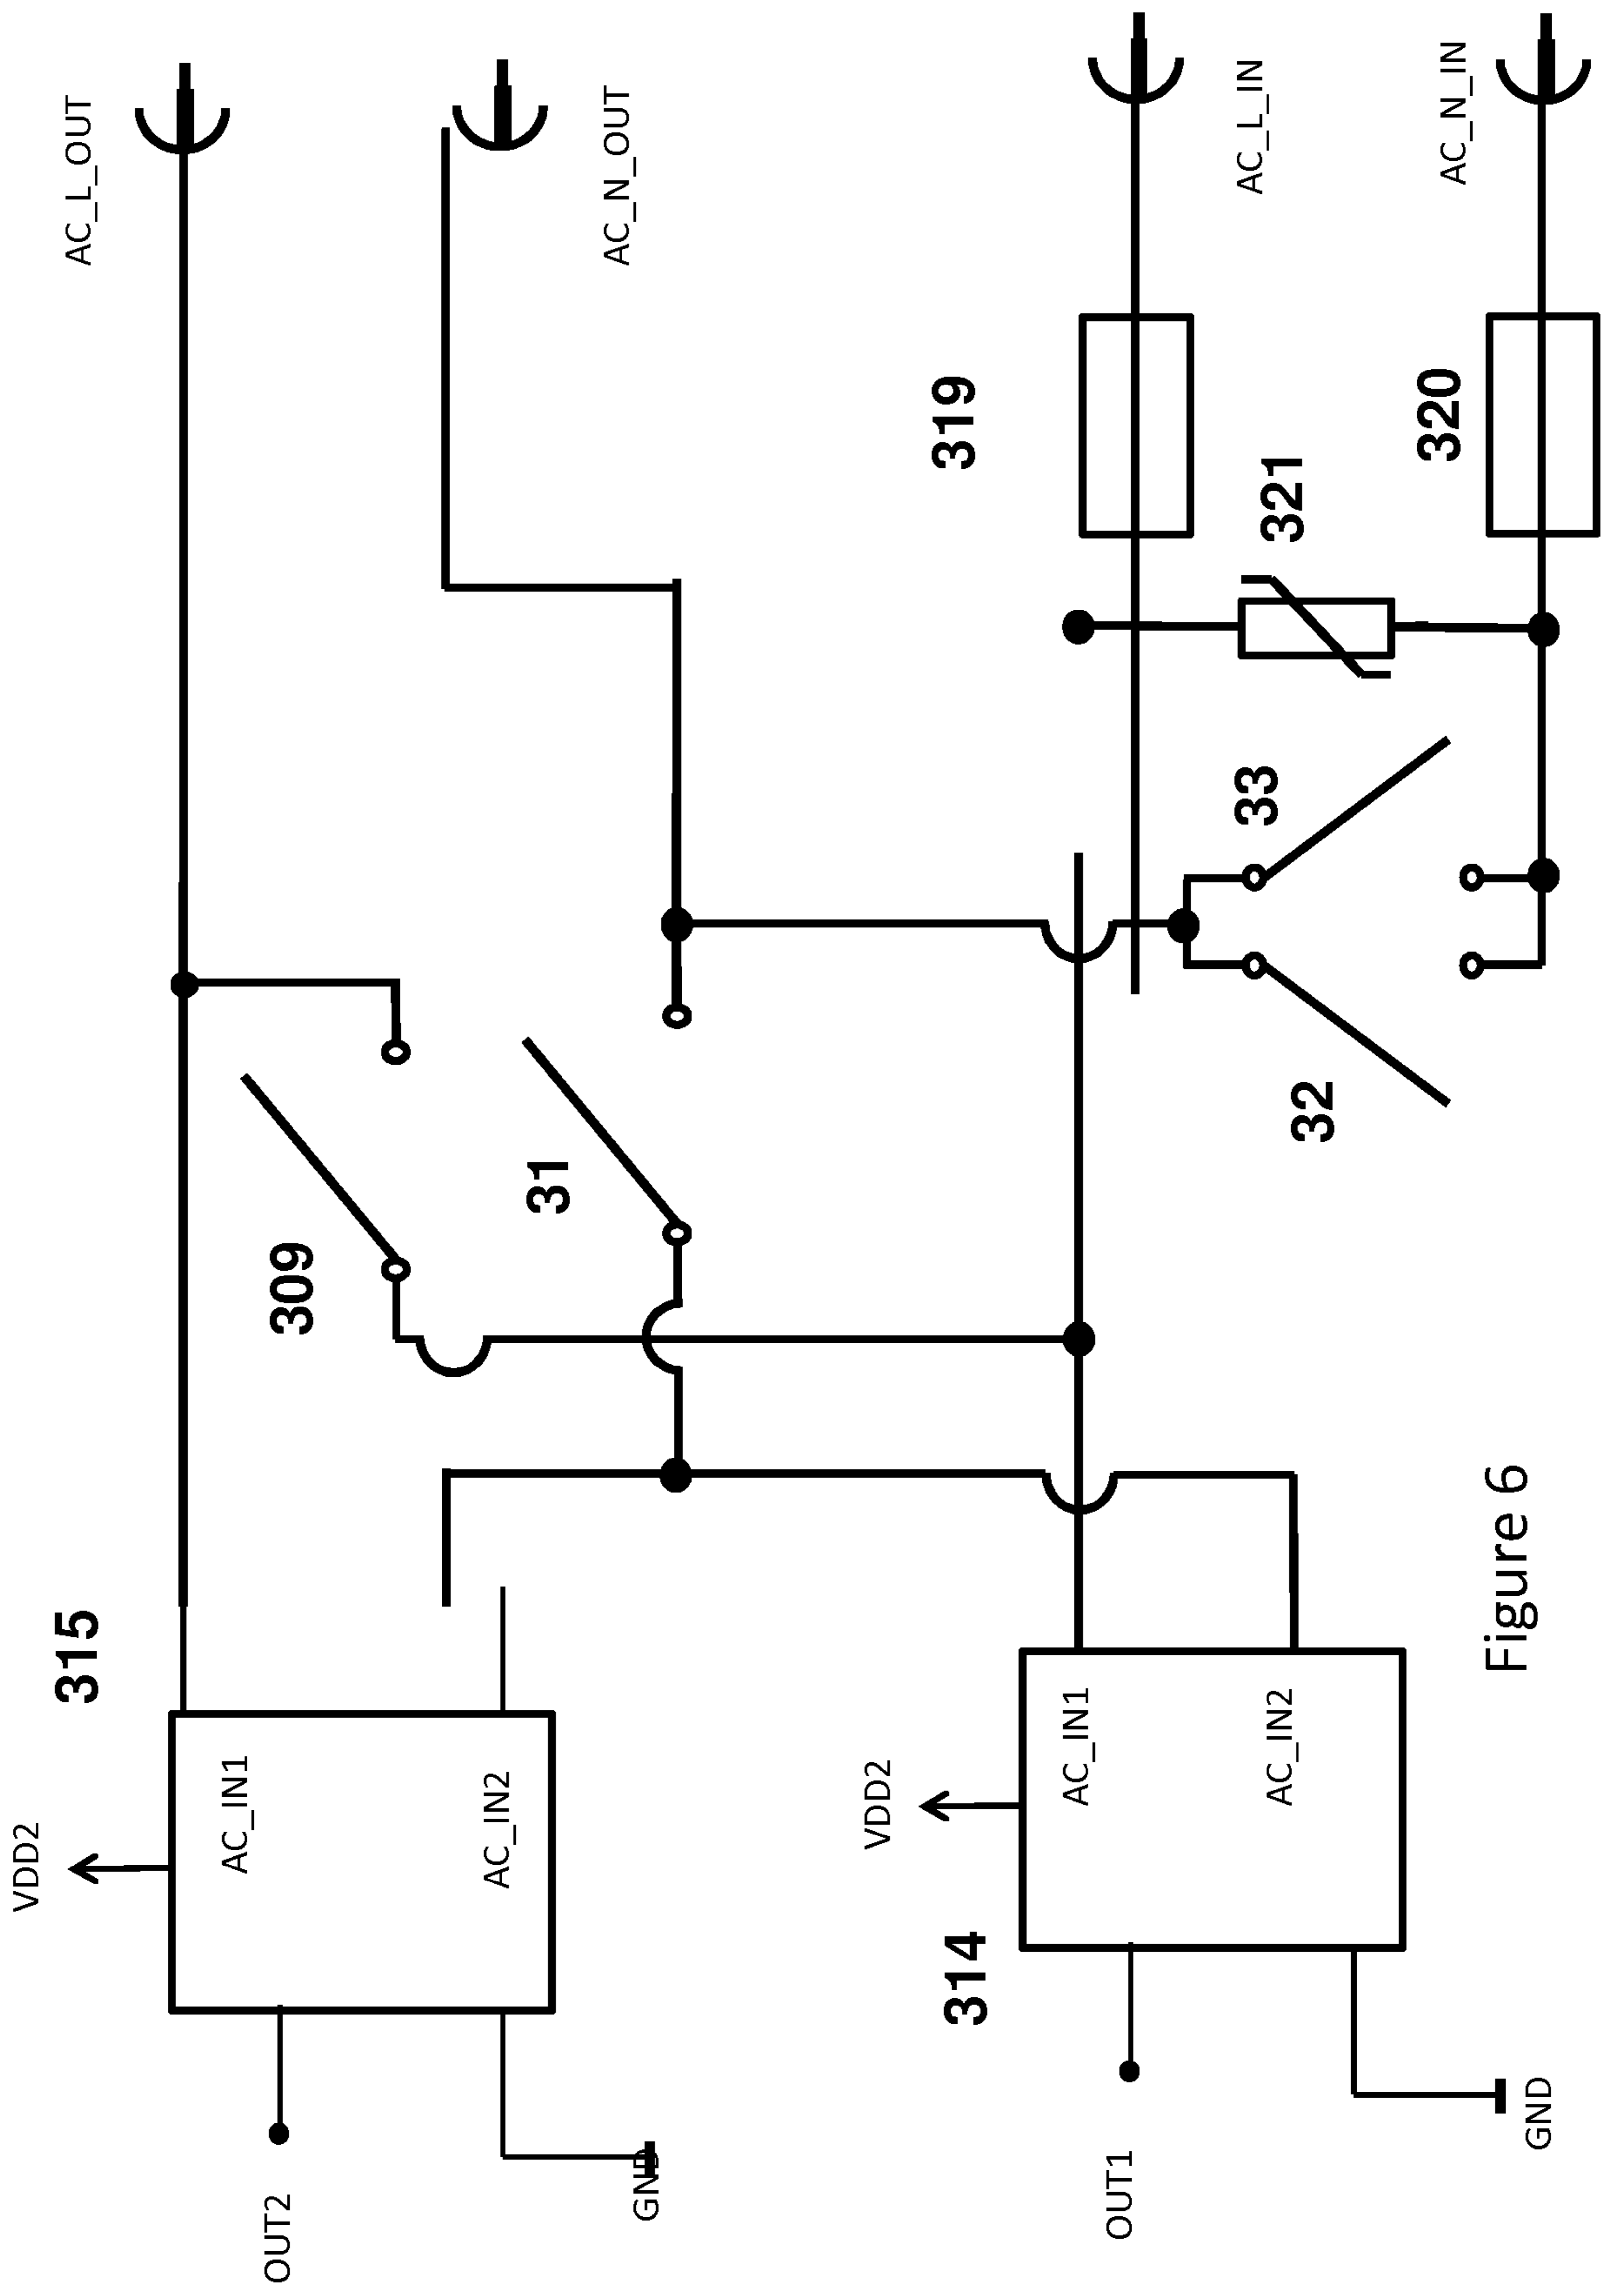 AC_L_OUT
AC_N_OUT
AC_L_IN
AC_N_IN
319
321
320
33
32
309
31
315
VDD2
AC_IN1
AC_IN2
OUT2
GND
314
VDD2
AC_IN1
AC_IN2
OUT1
GND
Figure 6